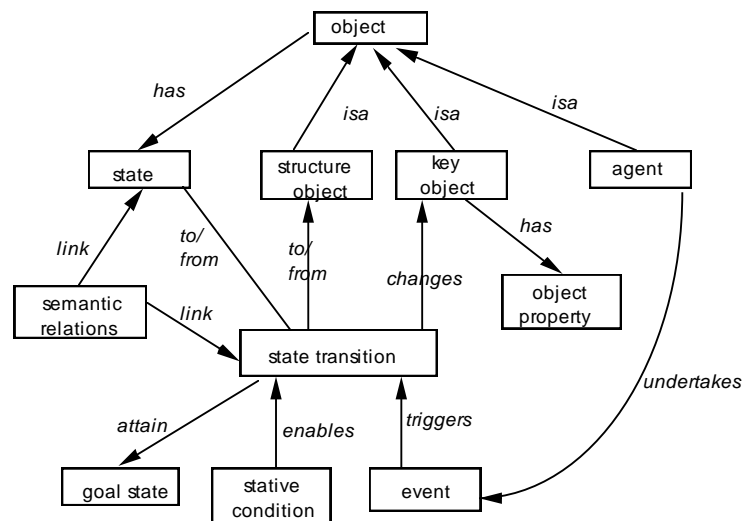 object
has
isa
isa
isa
state
structure
object
key
object
agent
link
to/
from
to/
from
changes
has
semantic
relations
link
object
property
state transition
undertakes
attain
enables
triggers
goal state
stative
condition
event